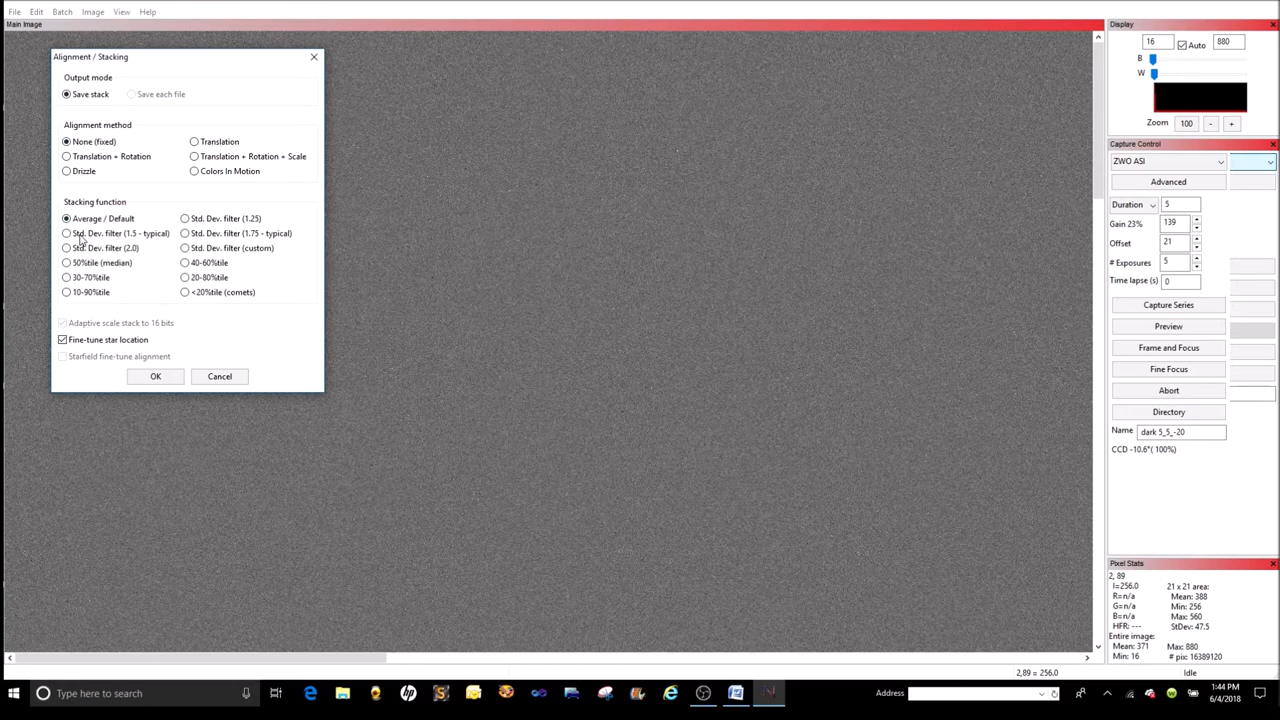 File Edit Batch Image View Help
Main Image
Alignment / Stacking
Output mode
Save stack Save each file
Alignment method
None (fixed) Translation
Translation + Rotation Translation + Rotation + Scale
Drizzle Colors In Motion
Stacking function
Average / Default Std. Dev. filter (1.25)
Std. Dev. filter (1.5 - typical) Std. Dev. filter (1.75 - typical)
Std. Dev. filter (2.0) Std. Dev. filter (custom)
50%tile (median) 40-60%tile
30-70%tile 20-80%tile
10-90%tile <20%tile (comets)
Adaptive scale stack to 16 bits
Fine-tune star location
Starfield fine-tune alignment
OK Cancel
Display
16 Auto 880
B
W
Zoom 100 - +
Capture Control
ZWO ASI
Advanced
Duration 5
Gain 23% 139
Offset 21
# Exposures 5
Time lapse (s) 0
Capture Series
Preview
Frame and Focus
Fine Focus
Abort
Directory
Name dark 5_5_-20
CCD -10.6°( 100%)
Pixel Stats
2, 89
I=256.0 21 x 21 area:
R=n/a Mean: 388
G=n/a Min: 256
B=n/a Max: 560
HFR: --- StDev: 47.5
Entire image:
Mean: 371 Max: 880
Min: 16 # pix: 16389120
2,89 = 256.0 Idle
Type here to search
Address
1:44 PM
6/4/2018